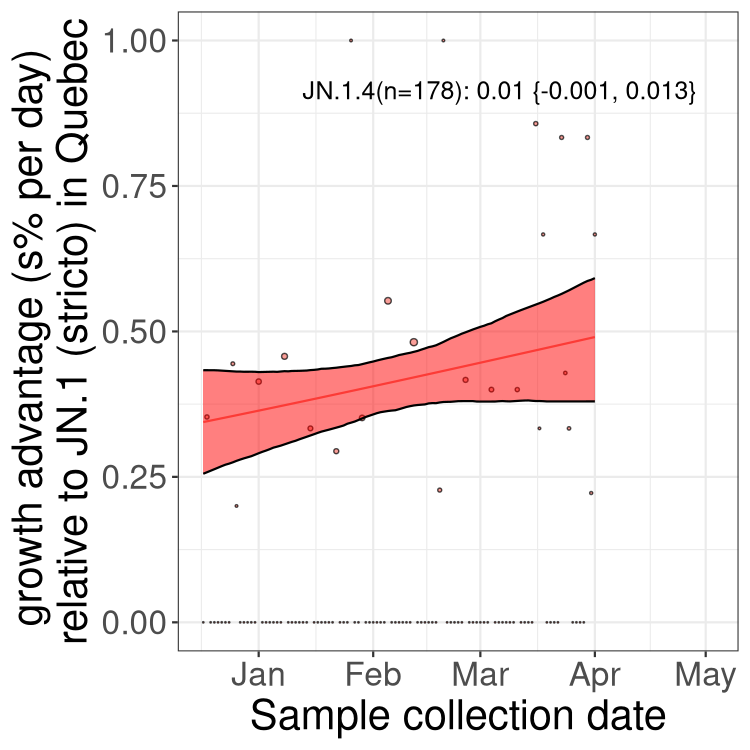 growth advantage (s% per day)
relative to JN.1 (stricto) in Quebec
1.00
0.75
0.50
0.25
0.00
JN.1.4(n=178): 0.01 {-0.001, 0.013}
Jan Feb Mar Apr May
Sample collection date